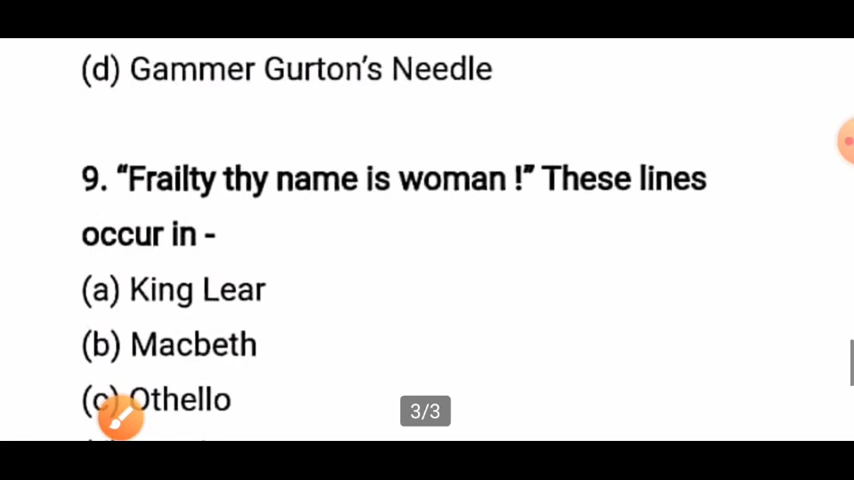 (d) Gammer Gurton's Needle
9. “Frailty thy name is woman !” These lines
occur in -
(a) King Lear
(b) Macbeth
(c) Othello
3/3